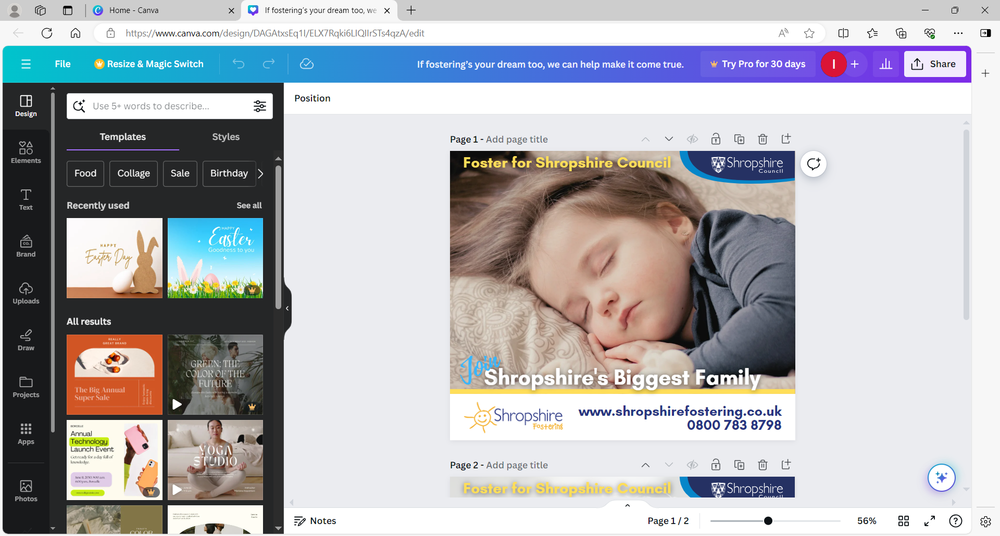 Home - Canva
If fostering's your dream too, we
https://www.canva.com/design/DAGAtxsEq1I/ELX7Rqki6LIQIIrSTs4qzA/edit
File
Resize & Magic Switch
If fostering's your dream too, we can help make it come true.
Try Pro for 30 days
I
Share
Design
Elements
Text
Brand
Uploads
Draw
Projects
Apps
Photos
Use 5+ words to describe...
Templates
Styles
Food
Collage
Sale
Birthday
Recently used
See all
HAPPY
Easter Day
HAPPY
Easter
Goodness to you
All results
REALLY
GREAT BRAND
The Big Annual
Super Sale
GREEN: THE
COLOR OF THE
FUTURE
BORCELLE
Annual
Technology
Launch Event
Get ready for a day full of
knowledge.
YOGA
STUDIO
COLOR
Position
Page 1 - Add page title
Foster for Shropshire Council
Shropshire
Council
Join
Shropshire's Biggest Family
Shropshire
Fostering
www.shropshirefostering.co.uk
0800 783 8798
Page 2 - Add page title
Foster for Shropshire Council
Shropshire
Council
Notes
Page 1 / 2
56%